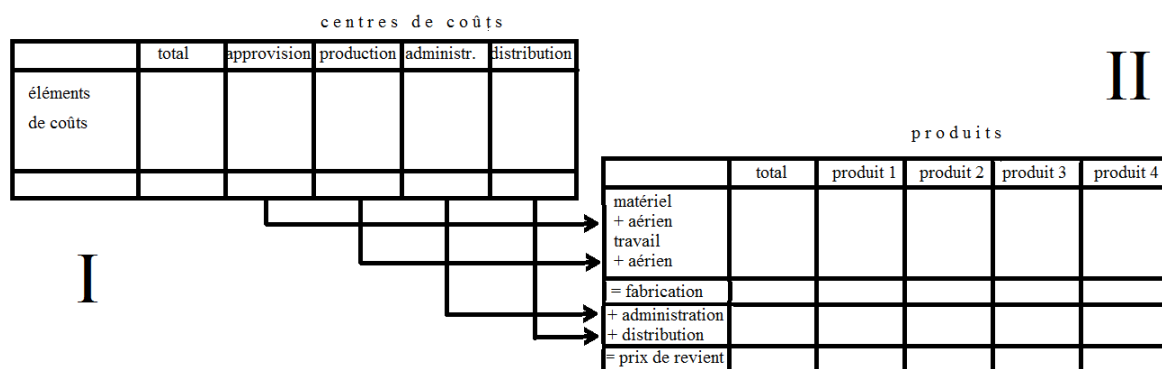 centres de coûts
total approvision production administr. distribution
éléments
de coûts
I
II
produits
total produit 1 produit 2 produit 3 produit 4
matériel
+ aérien
travail
+ aérien
= fabrication
+ administration
+ distribution
= prix de revient